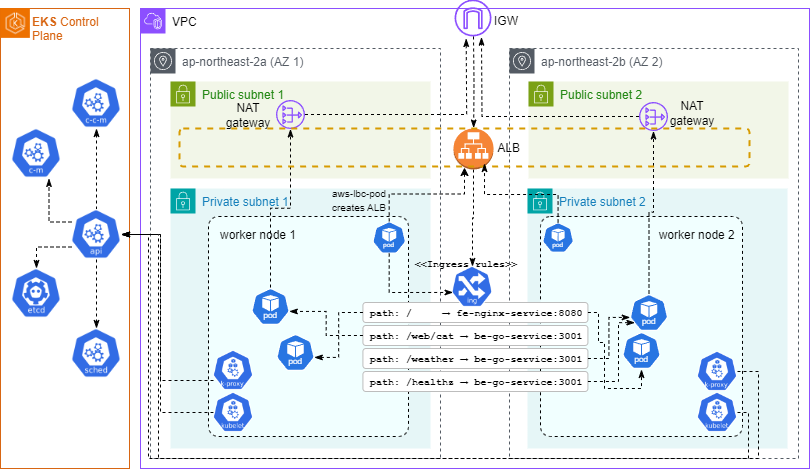 EKS Control
Plane
c-c-m
c-m
api
etcd
sched
VPC
IGW
ap-northeast-2a (AZ 1)
ap-northeast-2b (AZ 2)
Public subnet 1
NAT
gateway
Public subnet 2
NAT
gateway
ALB
Private subnet 1
aws-lbc-pod
creates ALB
Private subnet 2
worker node 1
pod
pod
worker node 2
<<Ingress rules>>
ing
pod
pod
path: / → fe-nginx-service:8080
path: /web/cat → be-go-service:3001
path: /weather → be-go-service:3001
path: /healthz → be-go-service:3001
pod
pod
k-proxy
kubelet
k-proxy
kubelet